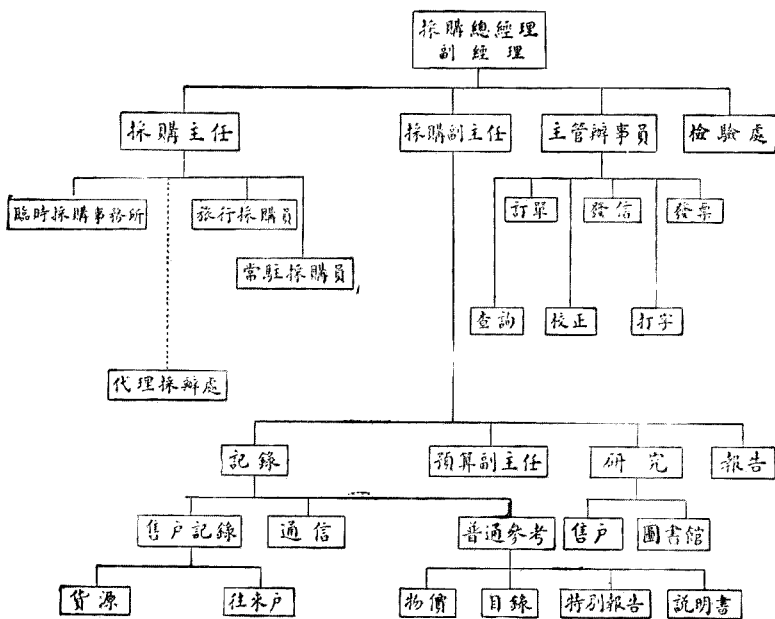 採購總經理
副經理
採購主任
採購副主任
主管辦事員
檢驗處
臨時採購事務所
旅行採購員
訂單
發信
發票
常駐採購員
查詢
校正
打字
代理採辦處
記錄
預算副主任
研究
報告
售戶記錄
通信
普通參考
售戶
圖書館
貨源
往來戶
物價
目錄
特別報告
説明書